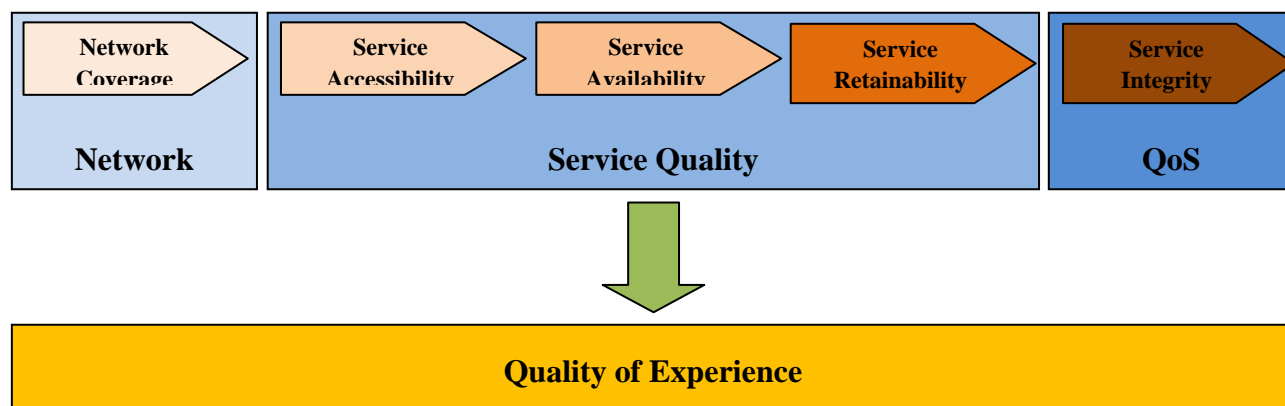 Network
Coverage
Service
Accessibility
Service
Availability
Service
Retainability
Service
Integrity
Network
Service Quality
QoS
Quality of Experience